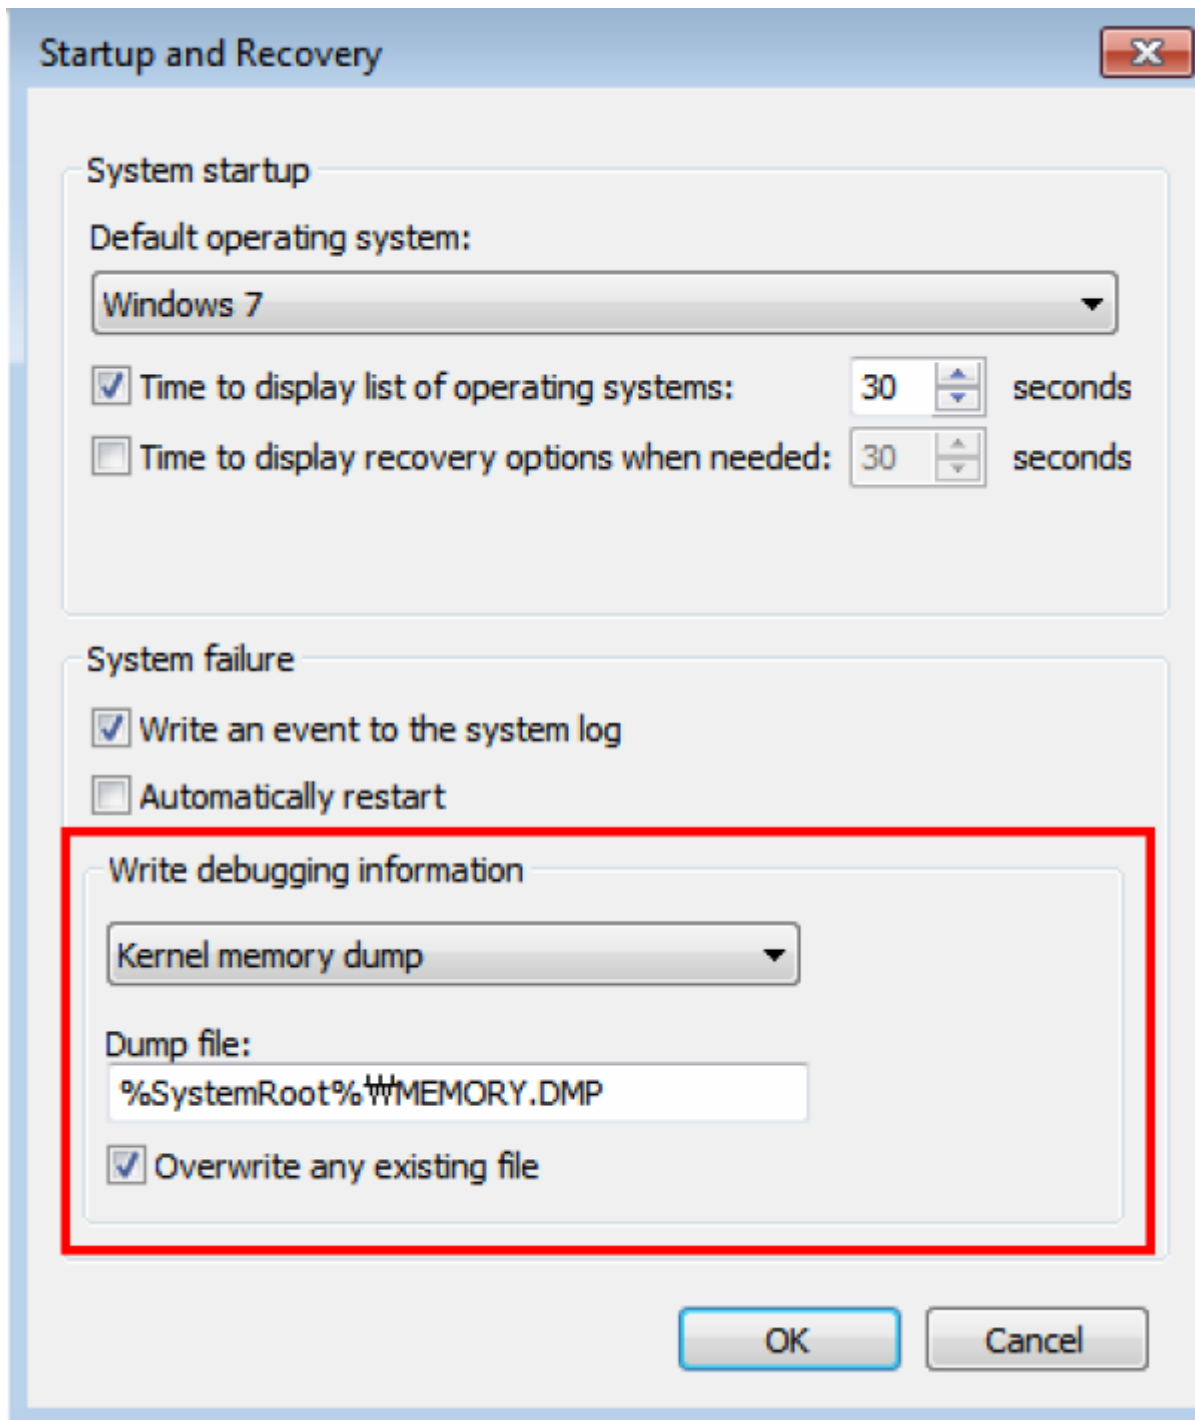 Startup and Recovery
System startup
Default operating system:
Windows 7
Time to display list of operating systems: 30 seconds
Time to display recovery options when needed: 30 seconds
System failure
Write an event to the system log
Automatically restart
Write debugging information
Kernel memory dump
Dump file:
%SystemRoot%₩MEMORY.DMP
Overwrite any existing file
OK Cancel